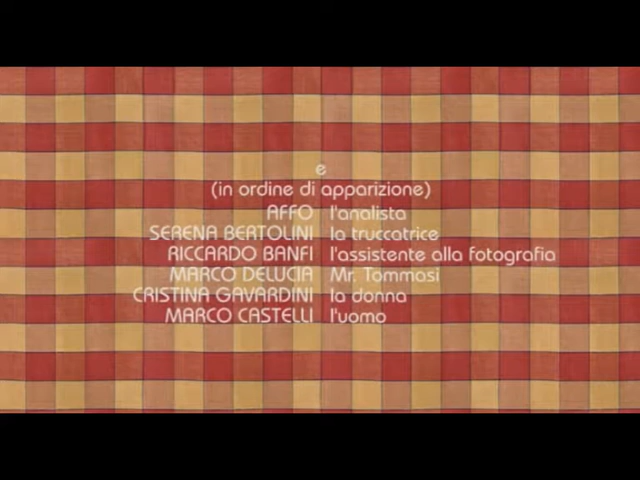 e
(in ordine di apparizione)
AFFO l'analista
SERENA BERTOLINI la truccatrice
RICCARDO BANFI l'assistente alla fotografia
MARCO DELUCIA Mr. Tommasi
CRISTINA GAVARDINI la donna
MARCO CASTELLI l'uomo